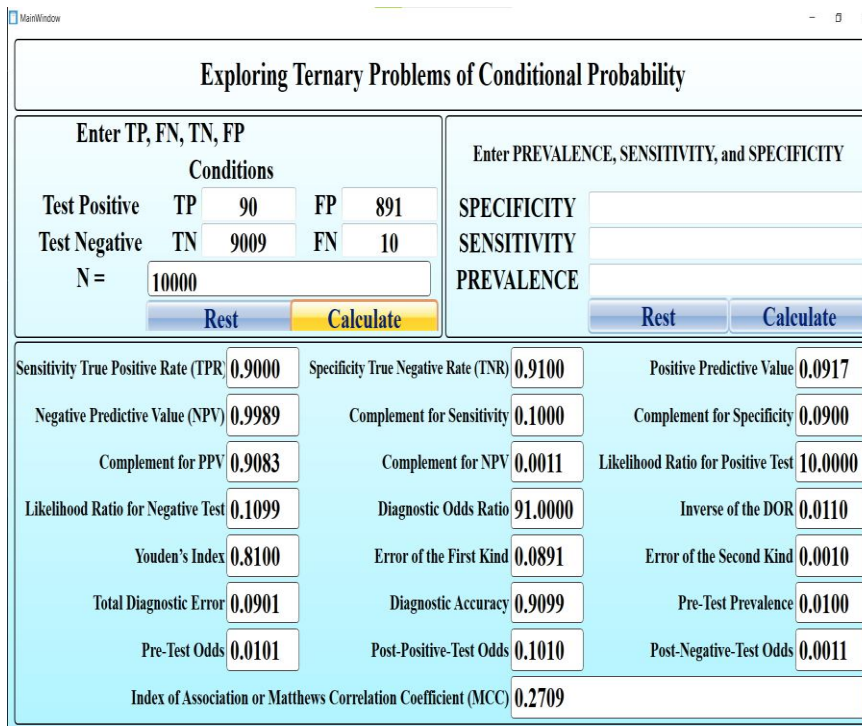 MainWindow
Exploring Ternary Problems of Conditional Probability
Enter TP, FN, TN, FP
Conditions
Test Positive TP 90 FP 891
Test Negative TN 9009 FN 10
N = 10000
Rest Calculate
Enter PREVALENCE, SENSITIVITY, and SPECIFICITY
SPECIFICITY
SENSITIVITY
PREVALENCE
Rest Calculate
Sensitivity True Positive Rate (TPR) 0.9000 Specificity True Negative Rate (TNR) 0.9100 Positive Predictive Value 0.0917
Negative Predictive Value (NPV) 0.9989 Complement for Sensitivity 0.1000 Complement for Specificity 0.0900
Complement for PPV 0.9083 Complement for NPV 0.0011 Likelihood Ratio for Positive Test 10.0000
Likelihood Ratio for Negative Test 0.1099 Diagnostic Odds Ratio 91.0000 Inverse of the DOR 0.0110
Youden's Index 0.8100 Error of the First Kind 0.0891 Error of the Second Kind 0.0010
Total Diagnostic Error 0.0901 Diagnostic Accuracy 0.9099 Pre-Test Prevalence 0.0100
Pre-Test Odds 0.0101 Post-Positive-Test Odds 0.1010 Post-Negative-Test Odds 0.0011
Index of Association or Matthews Correlation Coefficient (MCC) 0.2709